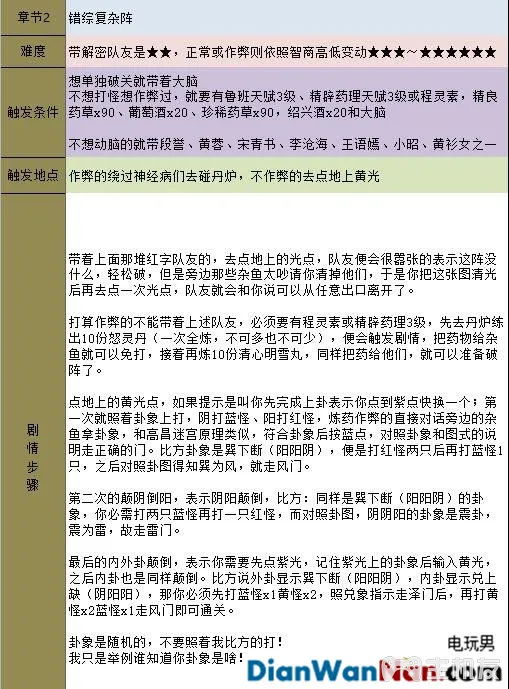 章节2
错综复杂阵
难度
带解密队友是★★，正常或作弊则依照智商高低变动★★★～★★★★★★
触发条件
想单独破关就带着大脑
不想打怪想作弊过，就要有鲁班天赋3级、精辟药理天赋3级或程灵素，精良
药草x90、葡萄酒x20、珍稀药草x90，绍兴酒x20和大脑
不想动脑的就带段誉、黄蓉、宋青书、李沧海、王语嫣、小昭、黄衫女之一
触发地点
作弊的绕过神经病们去碰丹炉，不作弊的去点地上黄光
剧情步骤
带着上面那堆红字队友的，去点地上的光点，队友便会很嚣张的表示这阵没
什么，轻松破，但是旁边那些杂鱼太吵请你清掉他们，于是你把这张图清光
后再去点一次光点，队友就会和你说可以从任意出口离开了。
打算作弊的不能带着上述队友，必须要有程灵素或精辟药理3级，先去丹炉炼
出10份怒灵丹（一次全炼，不可多也不可少），便会触发剧情，把药物给杂
鱼就可以免打，接着再炼10份清心明雪丸，同样把药给他们，就可以准备破
阵了。
点地上的黄光点，如果提示是叫你先完成上卦表示你点到紫点快换一个；第
一次就照着卦象上打，阴打蓝怪、阳打红怪，炼药作弊的直接对话旁边的杂
鱼拿卦象，和高昌迷宫原理类似，符合卦象后按蓝点，对照卦象和图式的说
明走正确的门。比方卦象是巽下断（阳阳阴），便是打红怪两只后再打蓝怪1
只，之后对照卦图得知巽为风，就走风门。
第二次的颠阴倒阳，表示阴阳颠倒，比方：同样是巽下断（阳阳阴）的卦
象，你必需打两只蓝怪再打一只红怪，而对照卦图，阴阴阳的卦象是震卦，
震为雷，故走雷门。
最后的内外卦颠倒，表示你需要先点紫光，记住紫光上的卦象后输入黄光，
之后内卦也是同样颠倒。比方说外卦显示巽下断（阳阳阴），内卦显示兑上
缺（阴阳阳），那你必须先打蓝怪x1黄怪x2，照兑象指示走泽门后，再打黄
怪x2蓝怪x1走风门即可通关。
卦象是随机的，不要照着我比方的打！
我只是举例谁知道你卦象是啥！
电玩男
DianWanNan.com